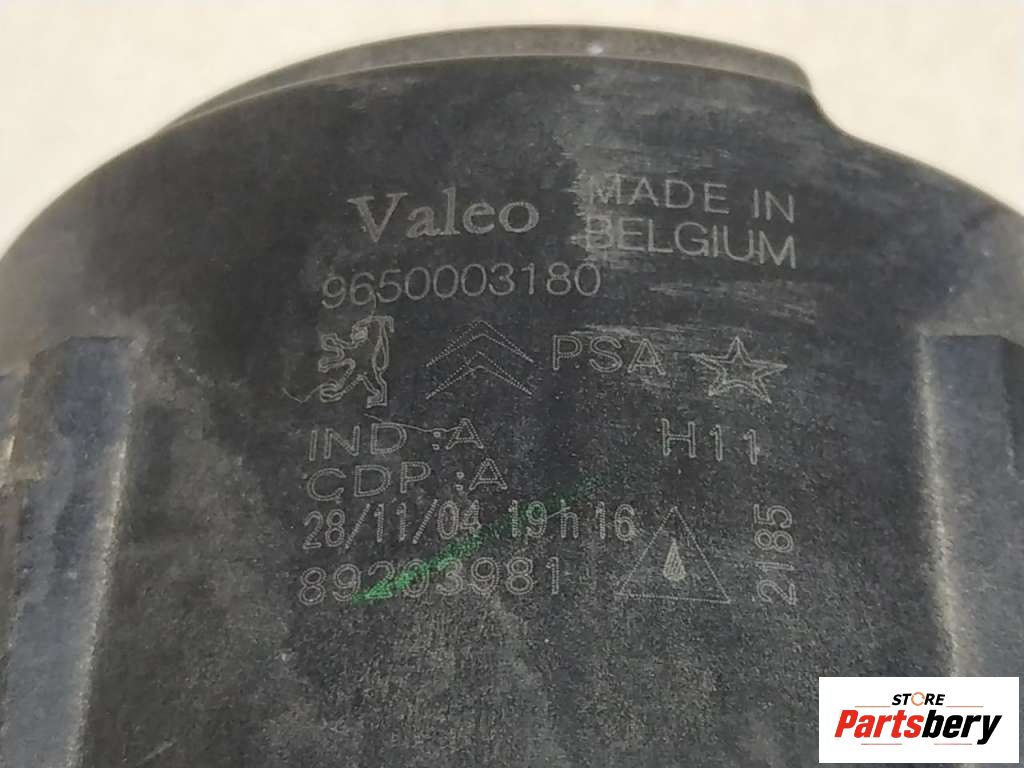 Valeo
MADE IN
BELGIUM
9650003180
PSA
IND :A
H11
CDP :A
28/11/04 19h16
2185
89203981
STORE
Partsbery